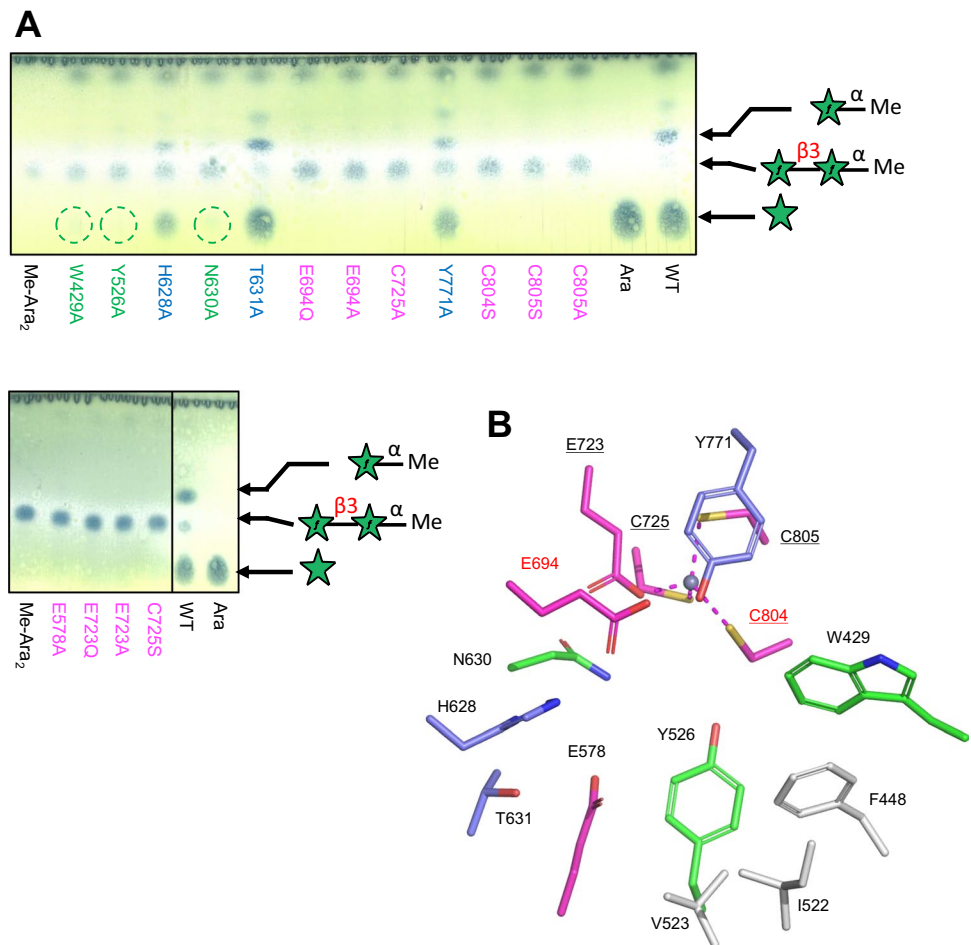 A
α
f
Me
β3
α
f
f
Me
Me-Ara2
W429A
Y526A
H628A
N630A
T631A
E694Q
E694A
C725A
Y771A
C804S
C805S
C805A
Ara
WT
α
f
Me
β3
α
f
f
Me
Me-Ara2
E578A
E723Q
E723A
C725S
WT
Ara
B
E723
Y771
C725
C805
E694
C804
W429
N630
H628
E578
Y526
F448
T631
I522
V523